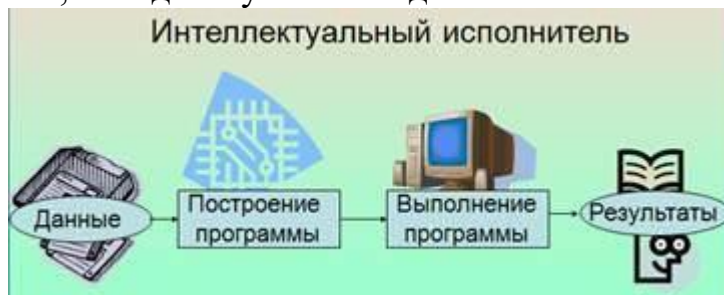 Интеллектуальный исполнитель
Данные
Построение
программы
Выполнение
программы
Результаты